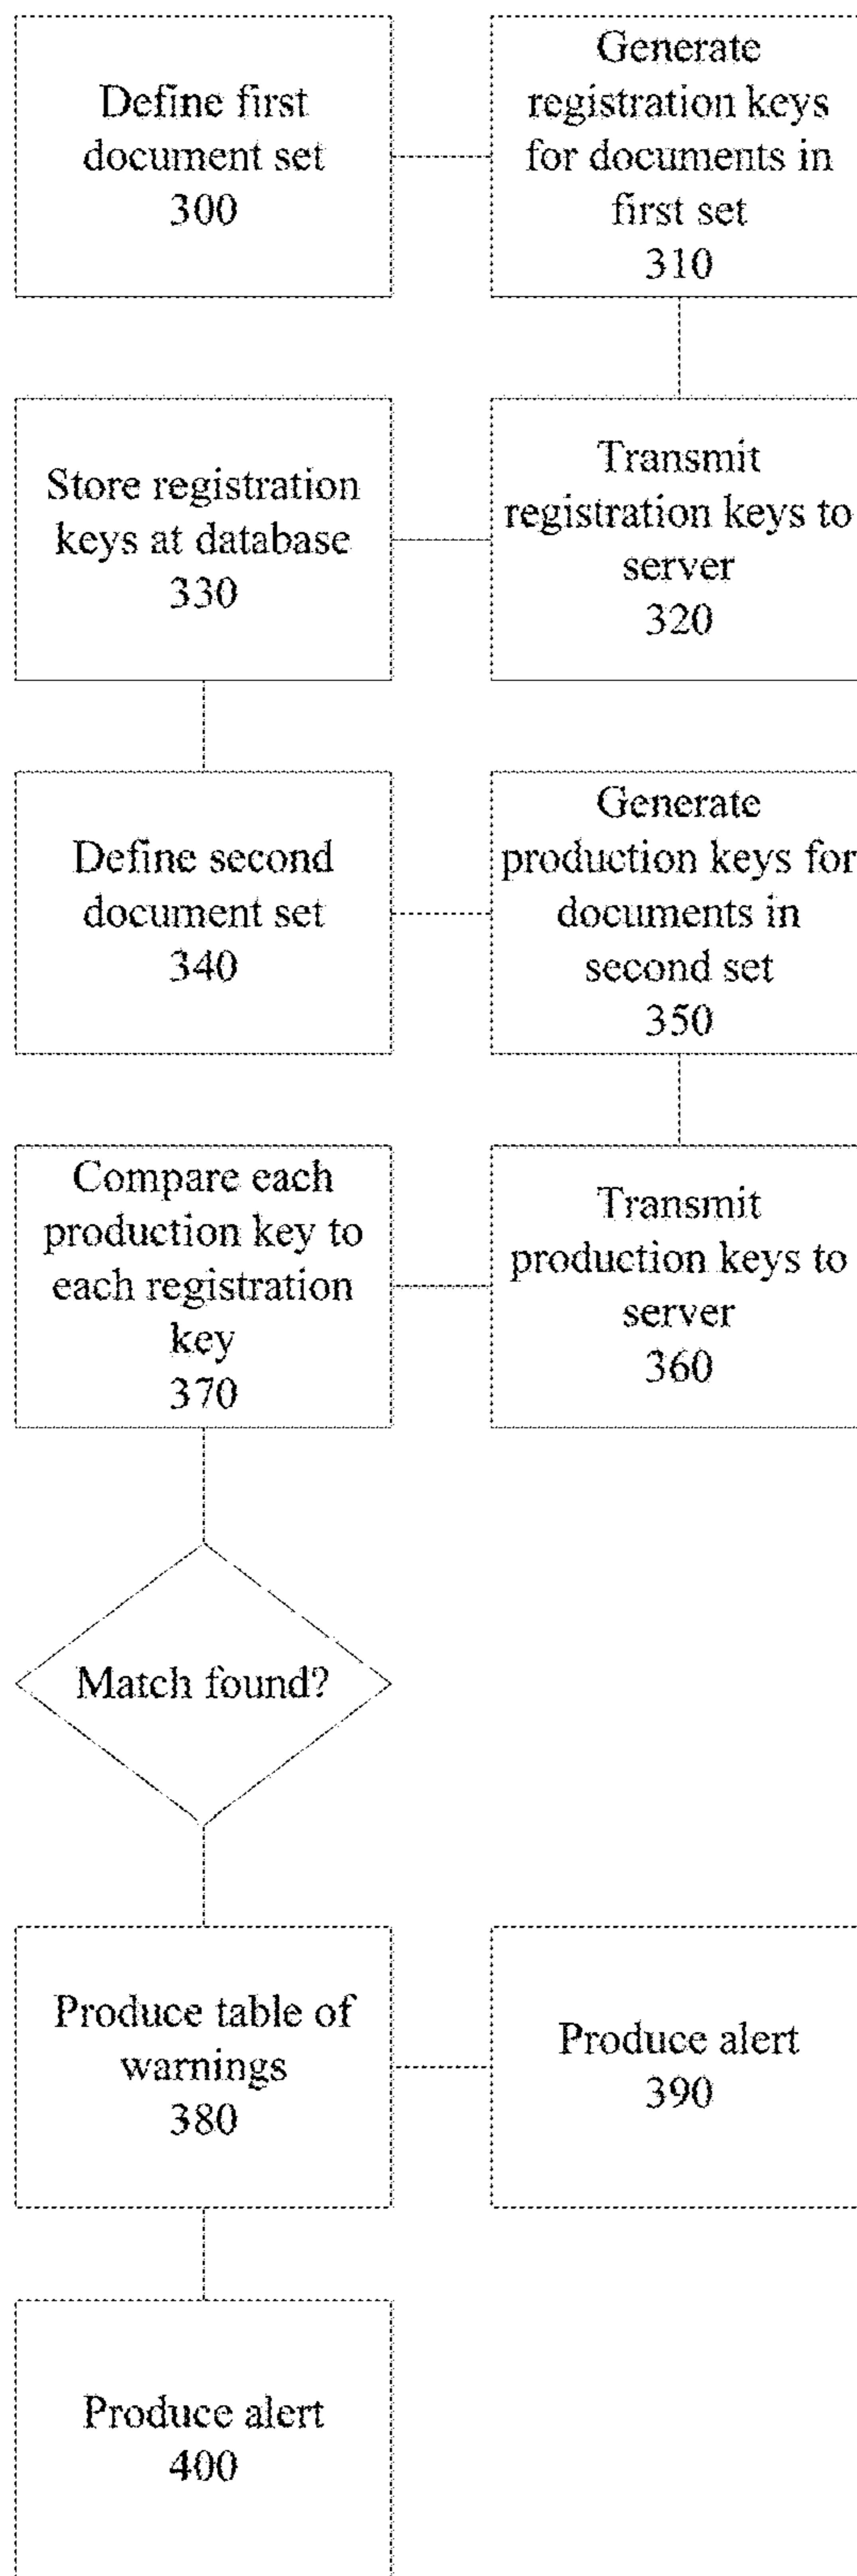 Define first
document set
300
Generate
registration keys
for documents in
first set
310
Store registration
keys at database
330
Transmit
registration keys to
server
320
Define second
document set
340
Generate
production keys for
documents in
second set
350
Compare each
production key to
each registration
key
370
Transmit
production keys to
server
360
Match found?
Produce table of
warnings
380
Produce alert
390
Produce alert
400